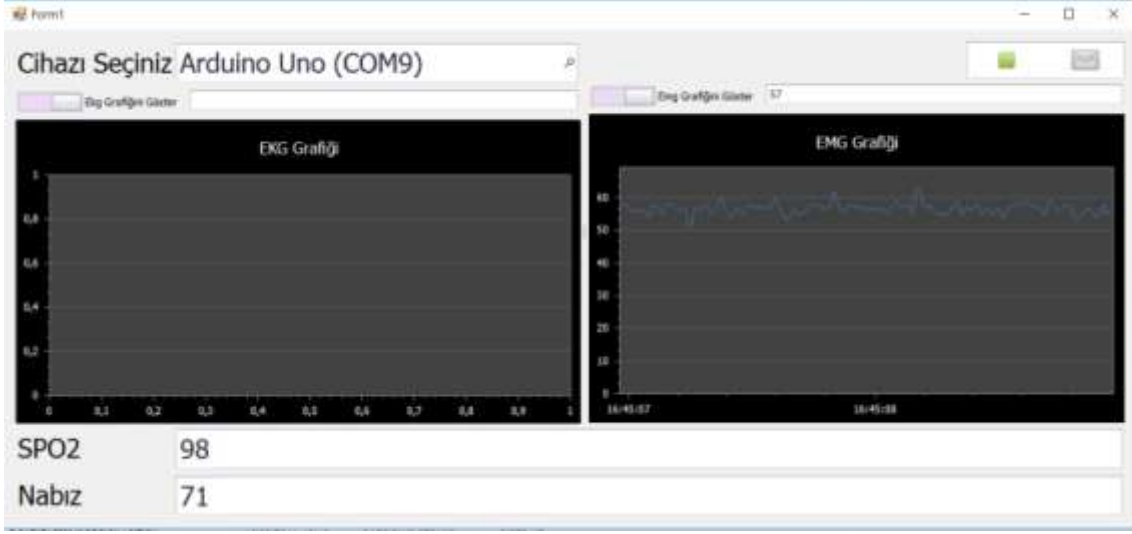 Form1
Cihazı Seçiniz Arduino Uno (COM9)
Ekg Grafiğini Göster
Emg Grafiğini Göster 57
EKG Grafiği
1
0,8
0,6
0,4
0,2
0
0 0,1 0,2 0,3 0,4 0,5 0,6 0,7 0,8 0,9 1
EMG Grafiği
60
50
40
30
20
10
0
16:45:07 16:45:08
SPO2 98
Nabız 71